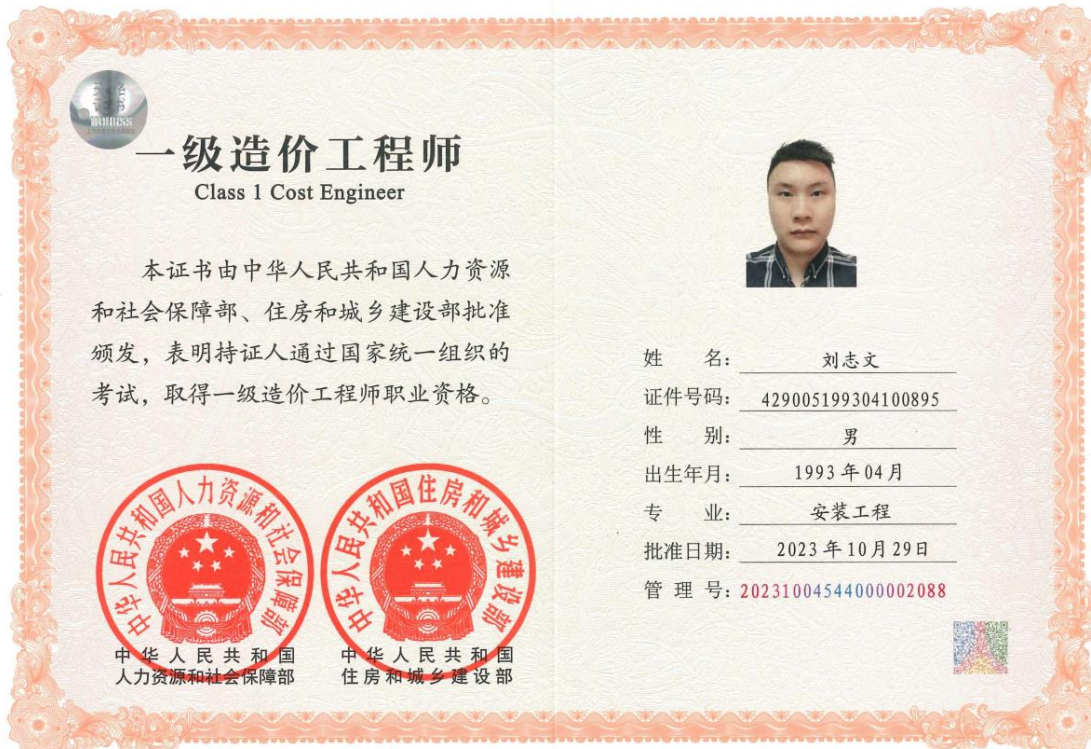 一级造价工程师
Class 1 Cost Engineer
本证书由中华人民共和国人力资源
和社会保障部、住房和城乡建设部批准
颁发，表明持证人通过国家统一组织的
考试，取得一级造价工程师职业资格。
中华人民共和国人力资源和社会保障部
中华人民共和国住房和城乡建设部
中华人民共和国
人力资源和社会保障部
中华人民共和国
住房和城乡建设部
姓 名： 刘志文
证件号码： 429005199304100895
性 别： 男
出生年月： 1993年04月
专 业： 安装工程
批准日期： 2023年10月29日
管 理 号： 20231004544000002088